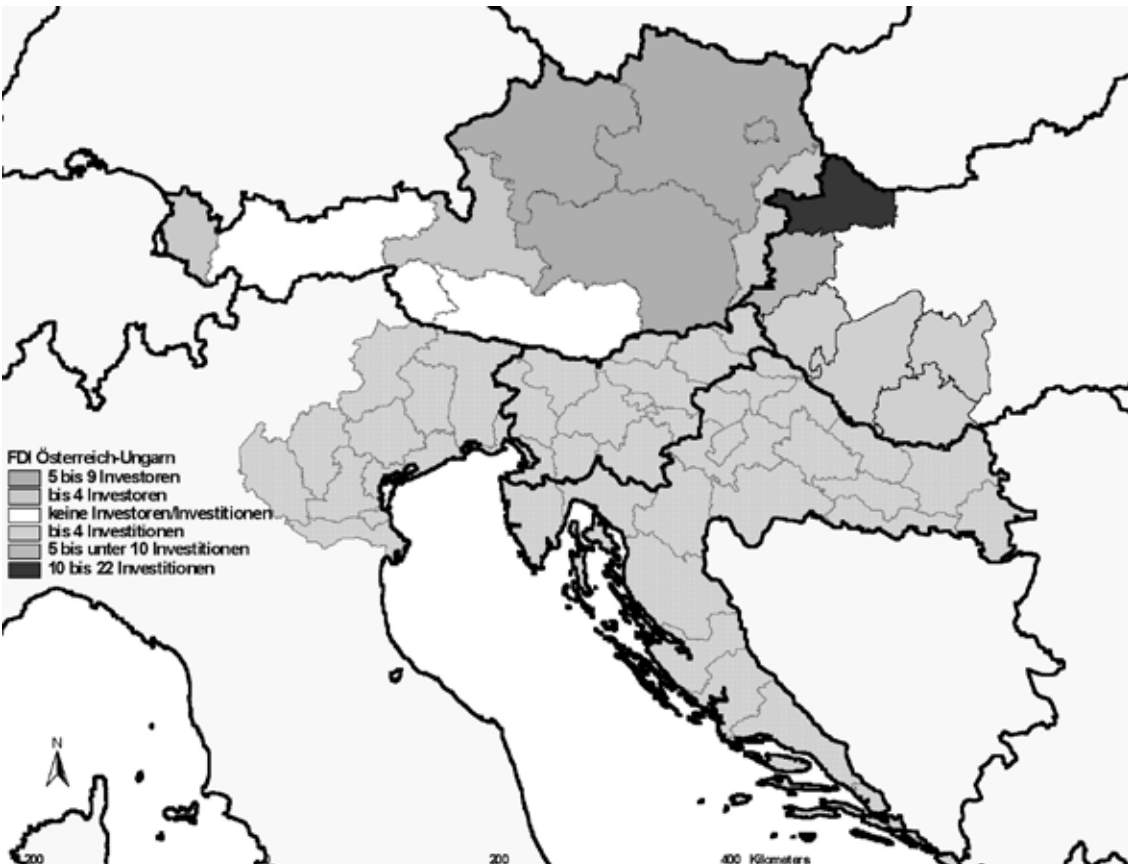 FDI Österreich-Ungarn
5 bis 9 Investoren
bis 4 Investoren
keine Investoren/Investitionen
bis 4 Investitionen
5 bis unter 10 Investitionen
10 bis 22 Investitionen
N
200 0 200 400 Kilometers